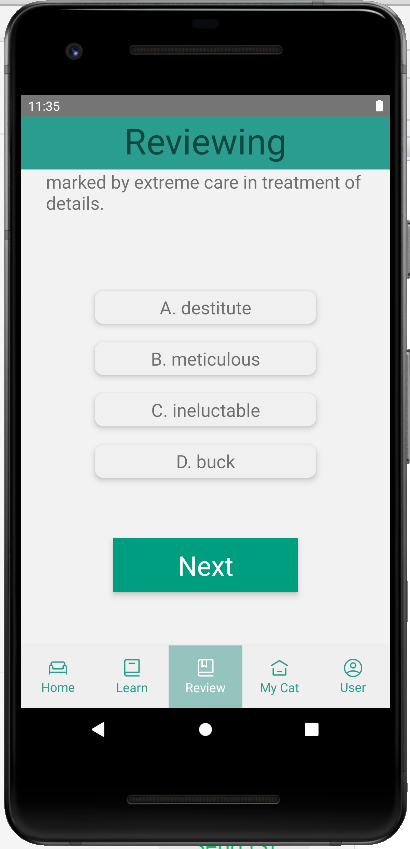 11:35
Reviewing
marked by extreme care in treatment of
details.
A. destitute
B. meticulous
C. ineluctable
D. buck
Next
Home Learn Review My Cat User